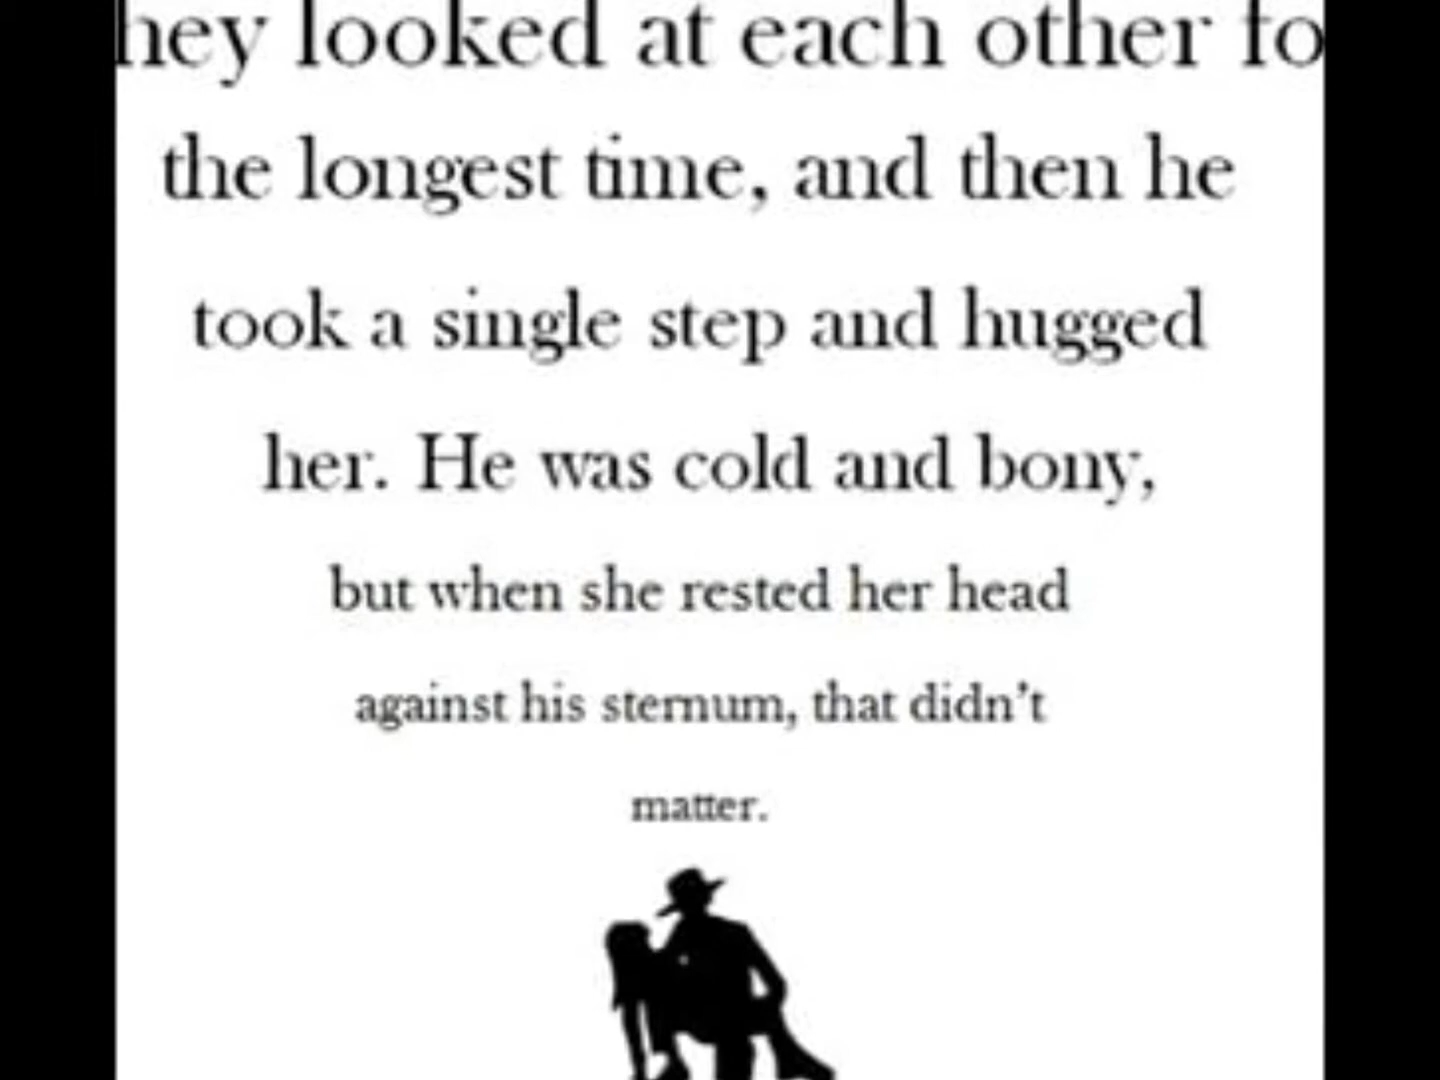 hey looked at each other fo
the longest time, and then he
took a single step and hugged
her. He was cold and bony,
but when she rested her head
against his sternum, that didn't
matter.